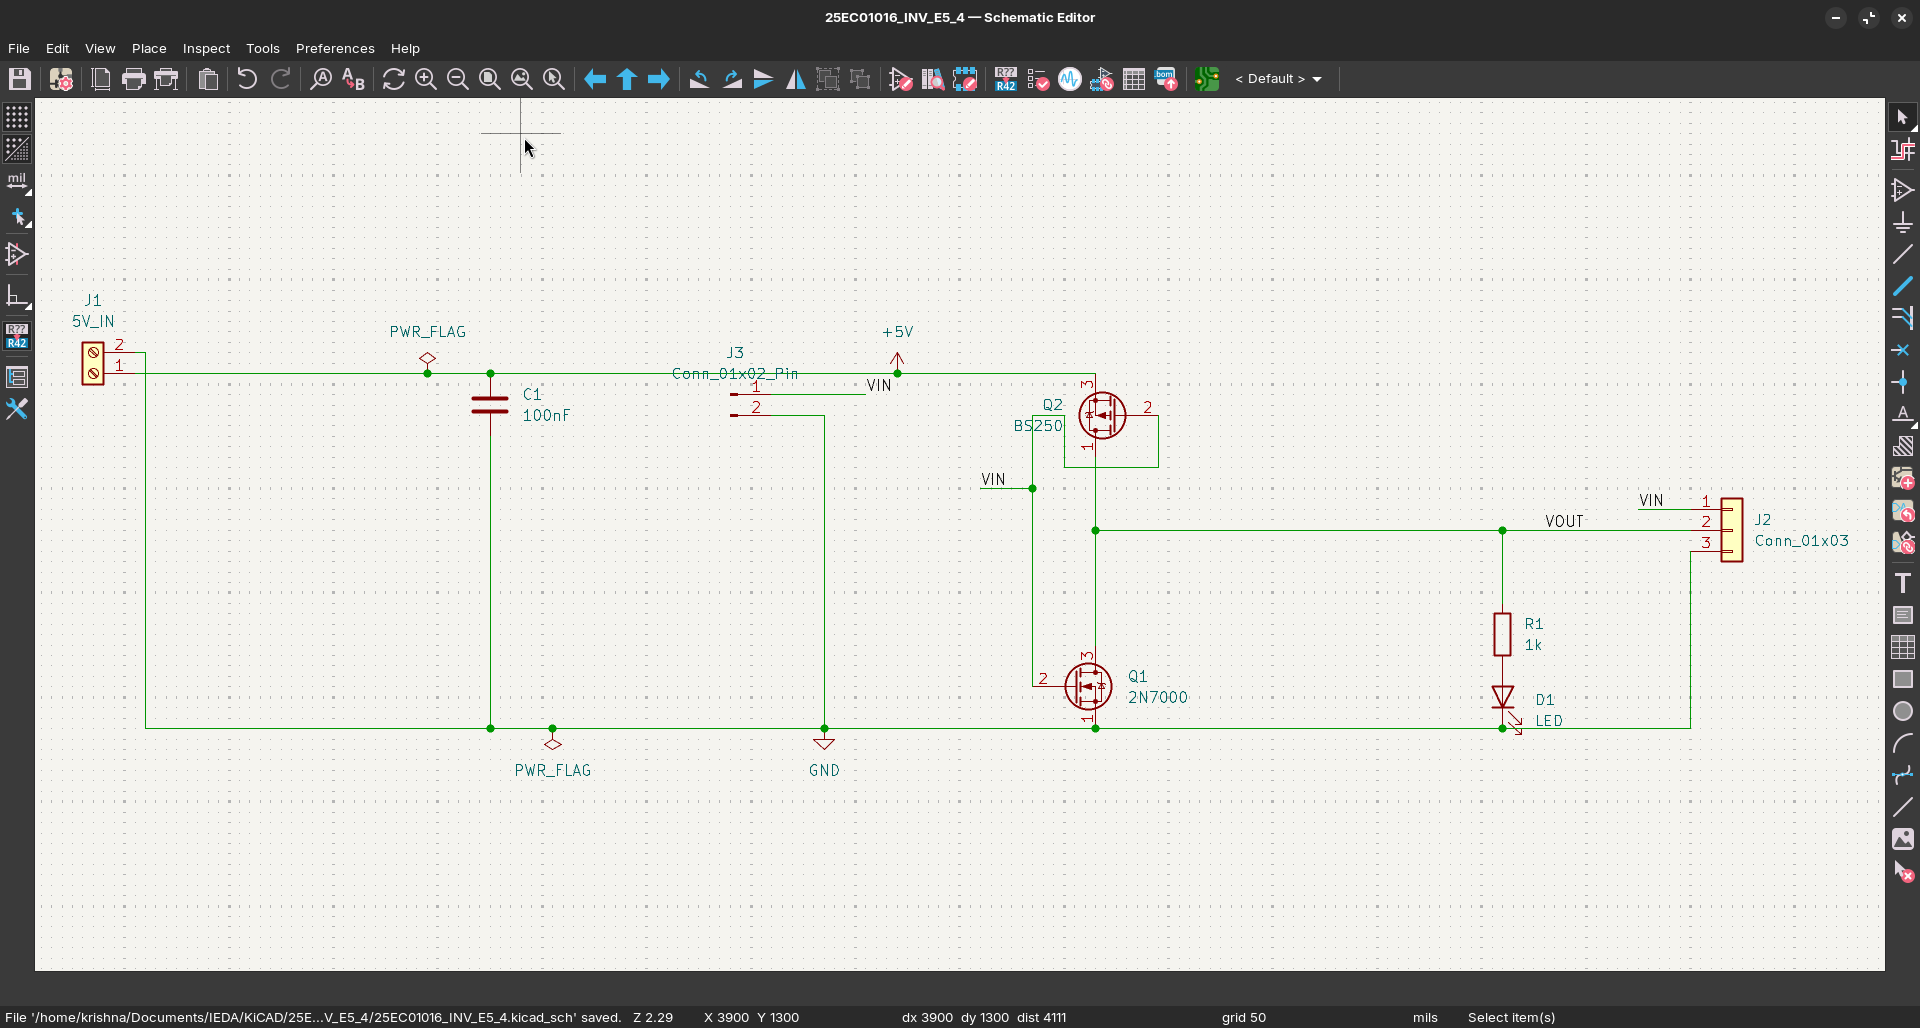 25EC01016_INV_E5_4 — Schematic Editor
File Edit View Place Inspect Tools Preferences Help
R??
R42
.bom
< Default >
mil
R??
R42
A
T
J1
5V_IN
2
1
PWR_FLAG
C1
100nF
J3
Conn_01x02_Pin
1
2
VIN
+5V
Q2
BS250
3
2
1
VIN
VOUT
VIN
1
2
3
J2
Conn_01x03
R1
1k
3
2
1
Q1
2N7000
D1
LED
PWR_FLAG
GND
File '/home/krishna/Documents/IEDA/KiCAD/25E...V_E5_4/25EC01016_INV_E5_4.kicad_sch' saved. Z 2.29 X 3900 Y 1300 dx 3900 dy 1300 dist 4111 grid 50 mils Select item(s)